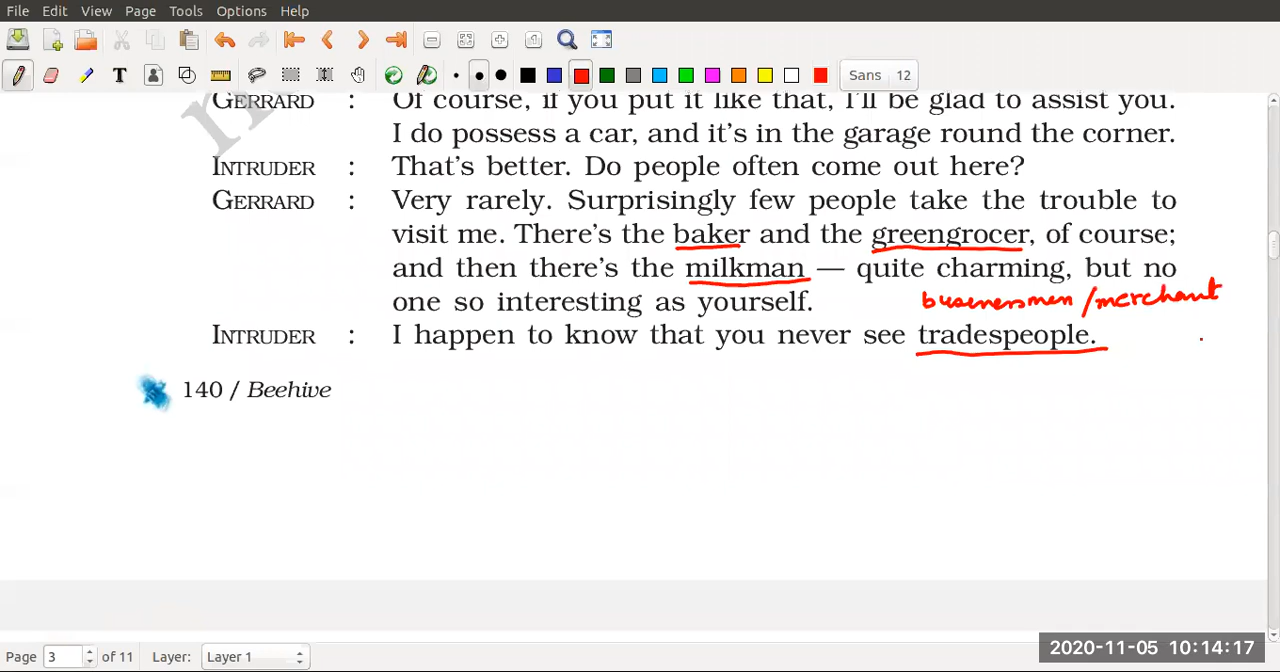 File Edit View Page Tools Options Help
T Sans 12
GERRARD : Of course, if you put it like that, I'll be glad to assist you.
I do possess a car, and it's in the garage round the corner.
INTRUDER : That's better. Do people often come out here?
GERRARD : Very rarely. Surprisingly few people take the trouble to
visit me. There's the baker and the greengrocer, of course;
and then there's the milkman — quite charming, but no
one so interesting as yourself.
businessmen / merchant
INTRUDER : I happen to know that you never see tradespeople.
140 / Beehive
Page 3 of 11 Layer: Layer 1
2020-11-05 10:14:17